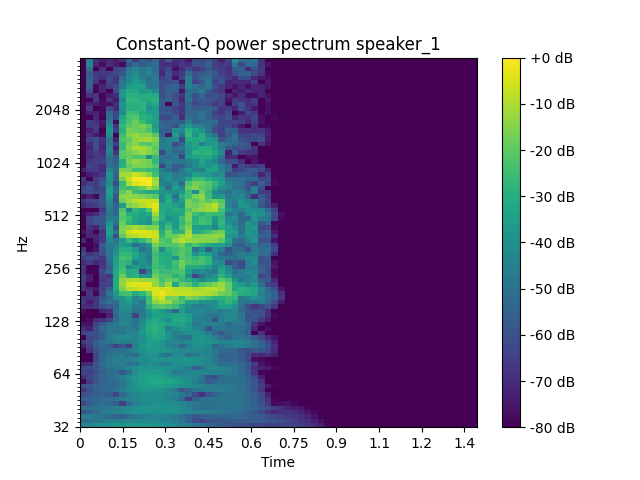 Constant-Q power spectrum speaker_1
Hz
2048
1024
512
256
128
64
32
0 0.15 0.3 0.45 0.6 0.75 0.9 1.1 1.2 1.4
Time
+0 dB
-10 dB
-20 dB
-30 dB
-40 dB
-50 dB
-60 dB
-70 dB
-80 dB